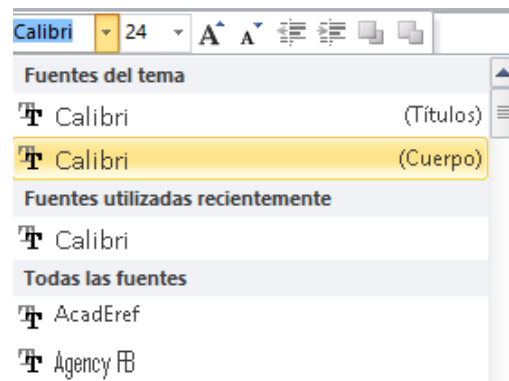 Calibri 24 A A
Fuentes del tema
Calibri (Títulos)
Calibri (Cuerpo)
Fuentes utilizadas recientemente
Calibri
Todas las fuentes
AcadEref
Agency FB